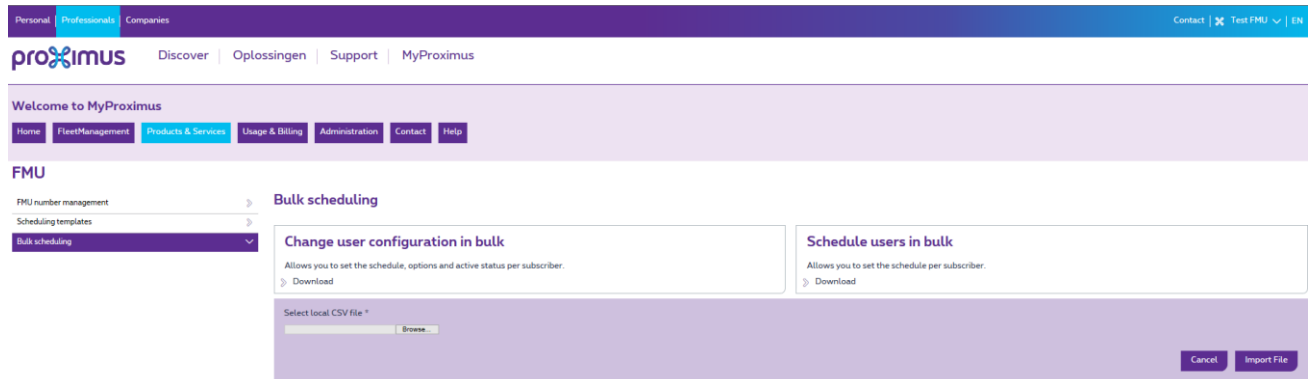 Personal | Professionals | Companies
Contact | Test FMU | EN
proximus
Discover | Oplossingen | Support | MyProximus
Welcome to MyProximus
Home FleetManagement Products & Services Usage & Billing Administration Contact Help
FMU
FMU number management
Scheduling templates
Bulk scheduling
Bulk scheduling
Change user configuration in bulk
Allows you to set the schedule, options and active status per subscriber.
Download
Schedule users in bulk
Allows you to set the schedule per subscriber.
Download
Select local CSV file *
Browse...
Cancel Import File